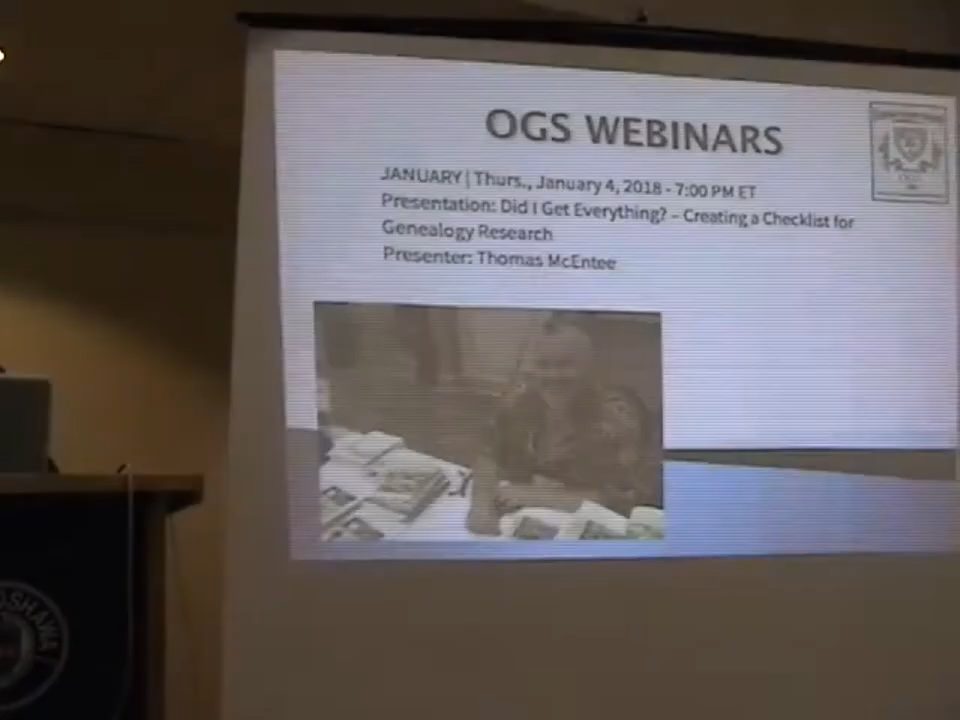 OGS WEBINARS
JANUARY | Thurs., January 4, 2018 - 7:00 PM ET
Presentation: Did I Get Everything? – Creating a Checklist for
Genealogy Research
Presenter: Thomas McEntee
OSHAWA